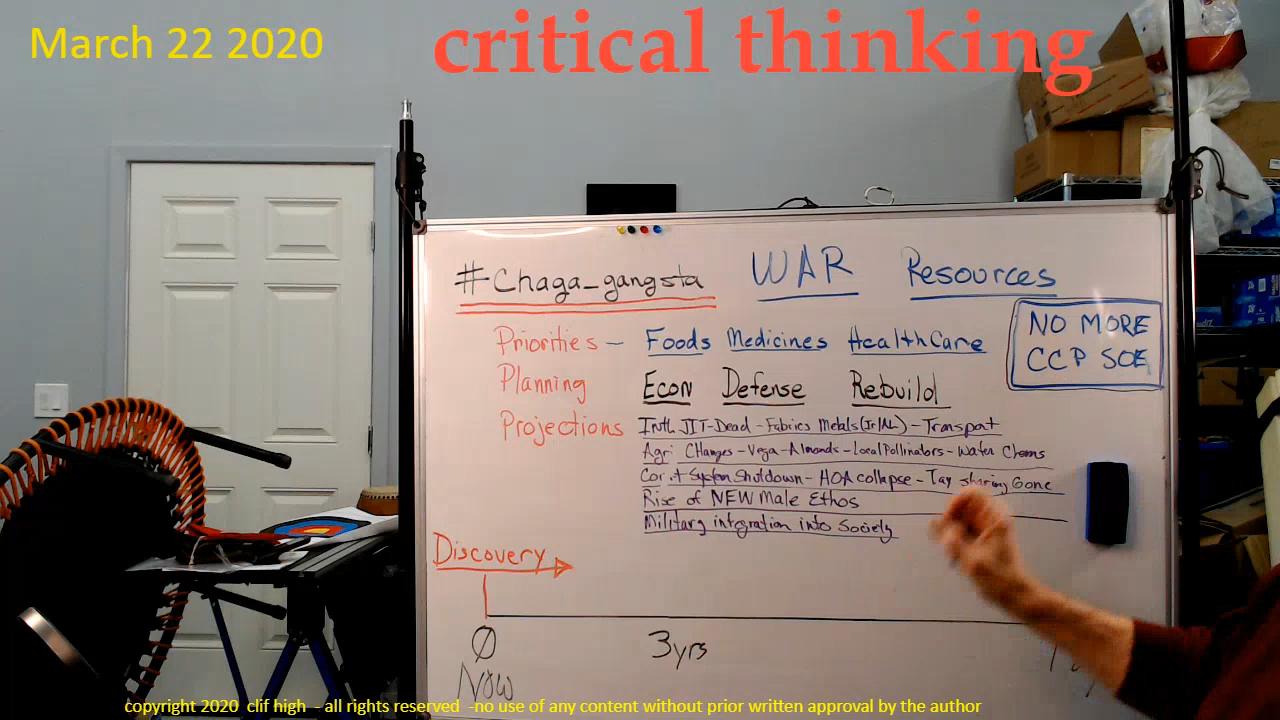 March 22 2020
critical thinking
#Chaga_gangsta WAR Resources
Priorities - Foods Medicines HealthCare
NO MORE
CCP SOE
Planning Econ Defense Rebuild
Projections Intl. JIT-Dead - Fabrics Metals(Ir/AL) - Transport
Agri CHanges - Vega - Almonds - Local Pollinators - Water Chems
System Shutdown - HOA collapse - Tax sharing Gone
Rise of NEW Male Ethos
Military integration into Society
Discovery
Ø 3yrs
Now
copyright 2020 clif high - all rights reserved -no use of any content without prior written approval by the author